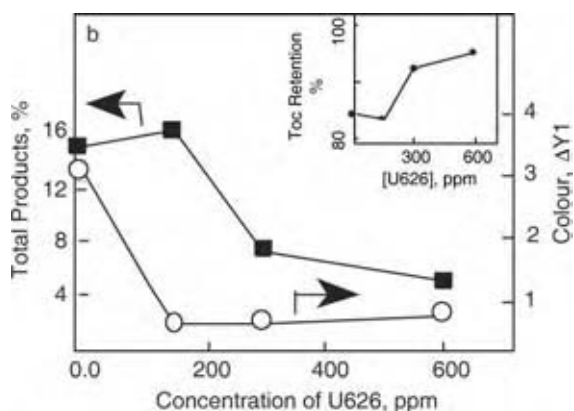 b
Total Products, %
16
12
8
4
0.0
200
400
600
Concentration of U626, ppm
4
3
2
1
Colour, ΔY1
Toc Retention
%
100
80
300
600
[U626], ppm